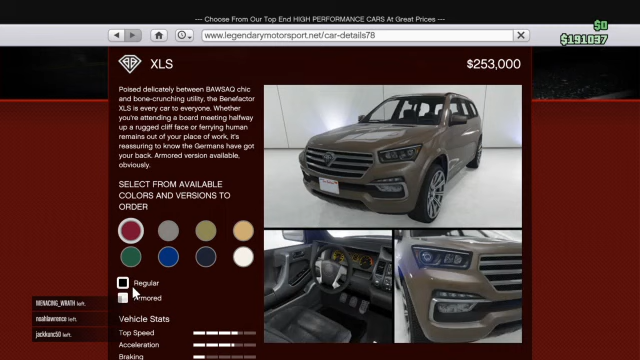 --- Choose From Our Top End HIGH PERFORMANCE CARS At Great Prices ---
$0
$191037
www.legendarymotorsport.net/car-details78
XLS
$253,000
Poised delicately between BAWSAQ chic
and bone-crunching utility, the Benefactor
XLS is every car to everyone. Whether
you're attending a board meeting halfway
up a rugged cliff face or ferrying human
remains out of your place of work, it's
reassuring to know the Germans have got
your back. Armored version available,
obviously.
SELECT FROM AVAILABLE
COLORS AND VERSIONS TO
ORDER
Regular
Armored
MENACING_WRATH left.
noahlawrence left.
jackkunc50 left.
Vehicle Stats
Top Speed
Acceleration
Braking